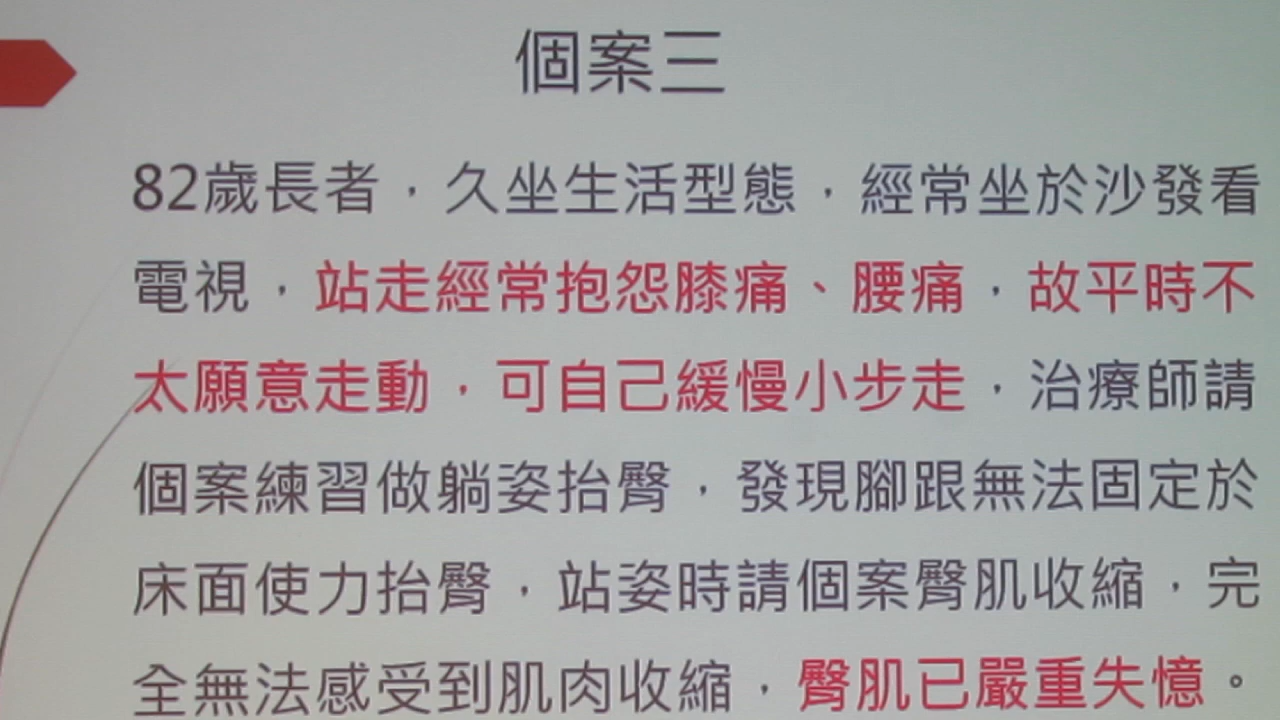 個案三
82歲長者，久坐生活型態，經常坐於沙發看
電視，站走經常抱怨膝痛、腰痛，故平時不
太願意走動，可自己緩慢小步走，治療師請
個案練習做躺姿抬臀，發現腳跟無法固定於
床面使力抬臀，站姿時請個案臀肌收縮，完
全無法感受到肌肉收縮，臀肌已嚴重失憶。